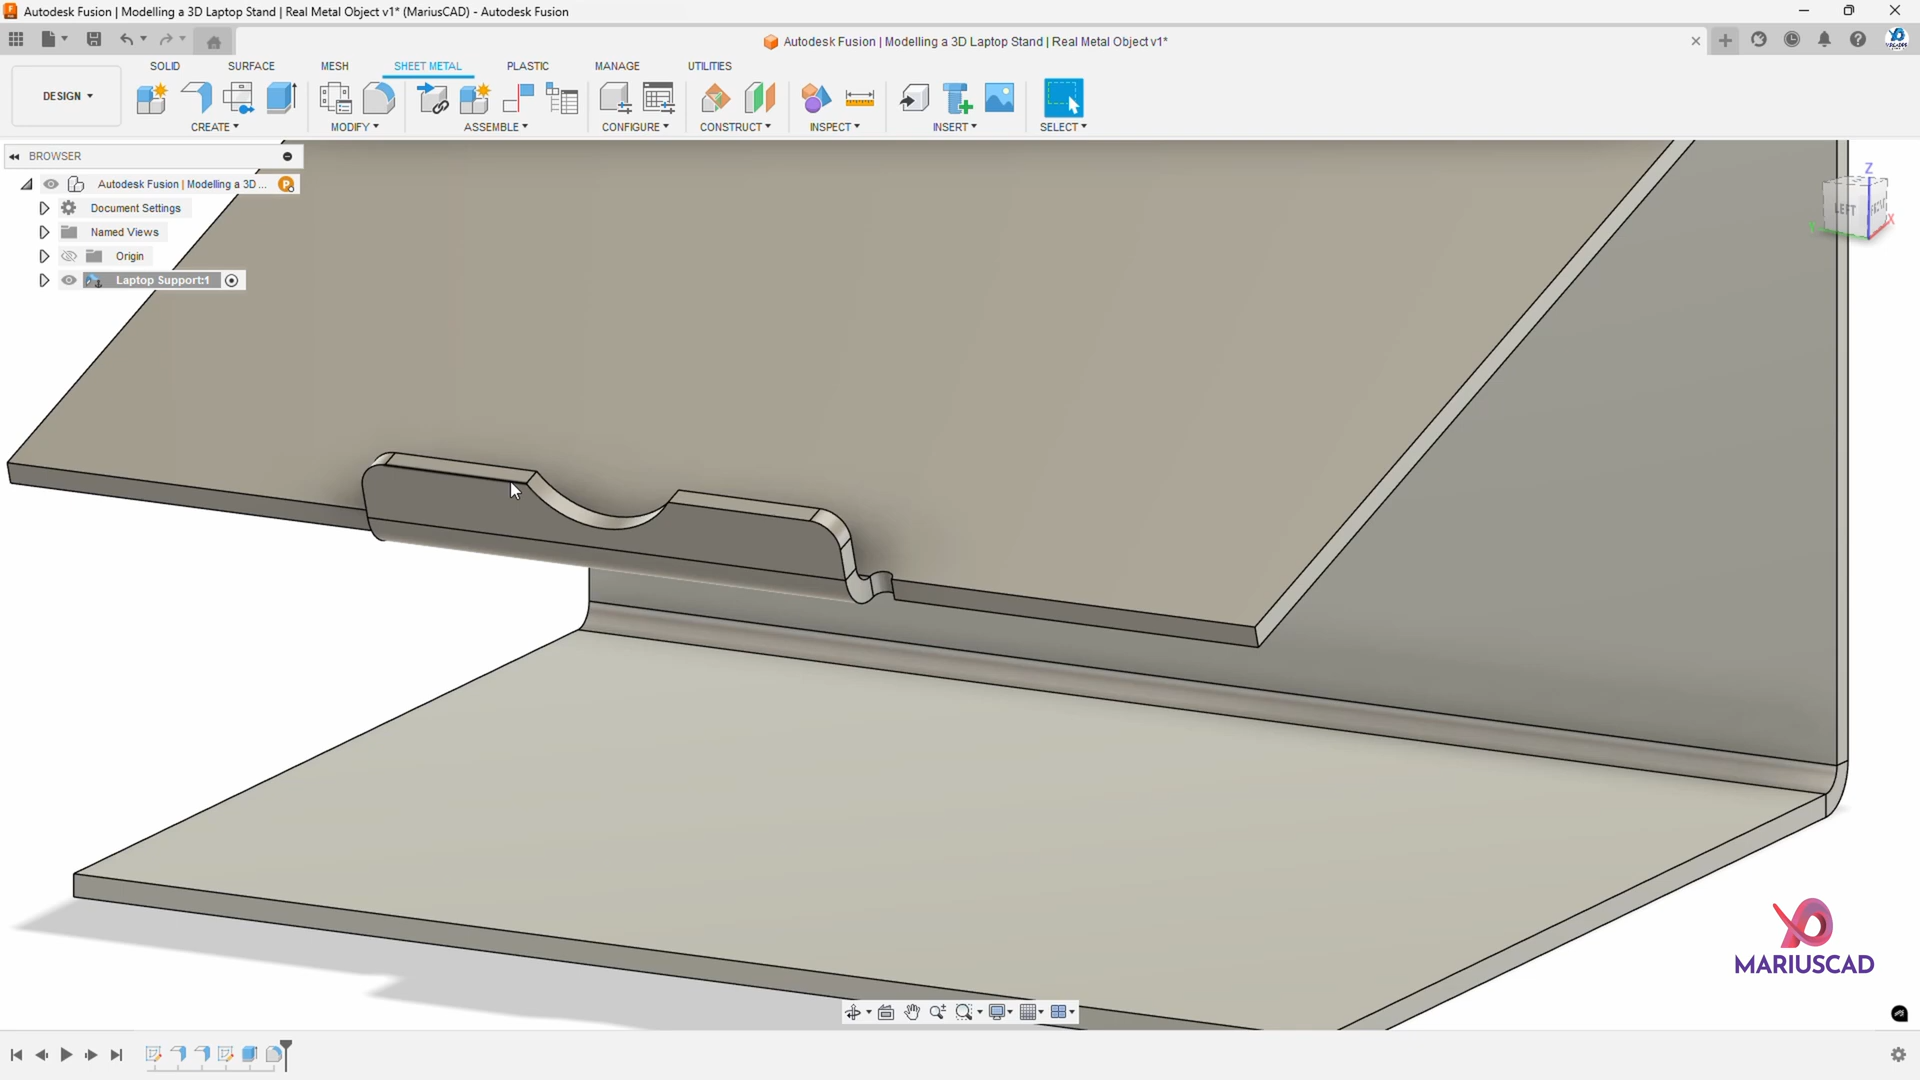 Autodesk Fusion | Modelling a 3D Laptop Stand | Real Metal Object v1* (MariusCAD) - Autodesk Fusion
Autodesk Fusion | Modelling a 3D Laptop Stand | Real Metal Object v1*
SOLID SURFACE MESH SHEET METAL PLASTIC MANAGE UTILITIES
DESIGN
CREATE MODIFY ASSEMBLE CONFIGURE CONSTRUCT INSPECT INSERT SELECT
BROWSER
Autodesk Fusion | Modelling a 3D ...
Document Settings
Named Views
Origin
Laptop Support:1
Z
LEFT
X
MARIUSCAD